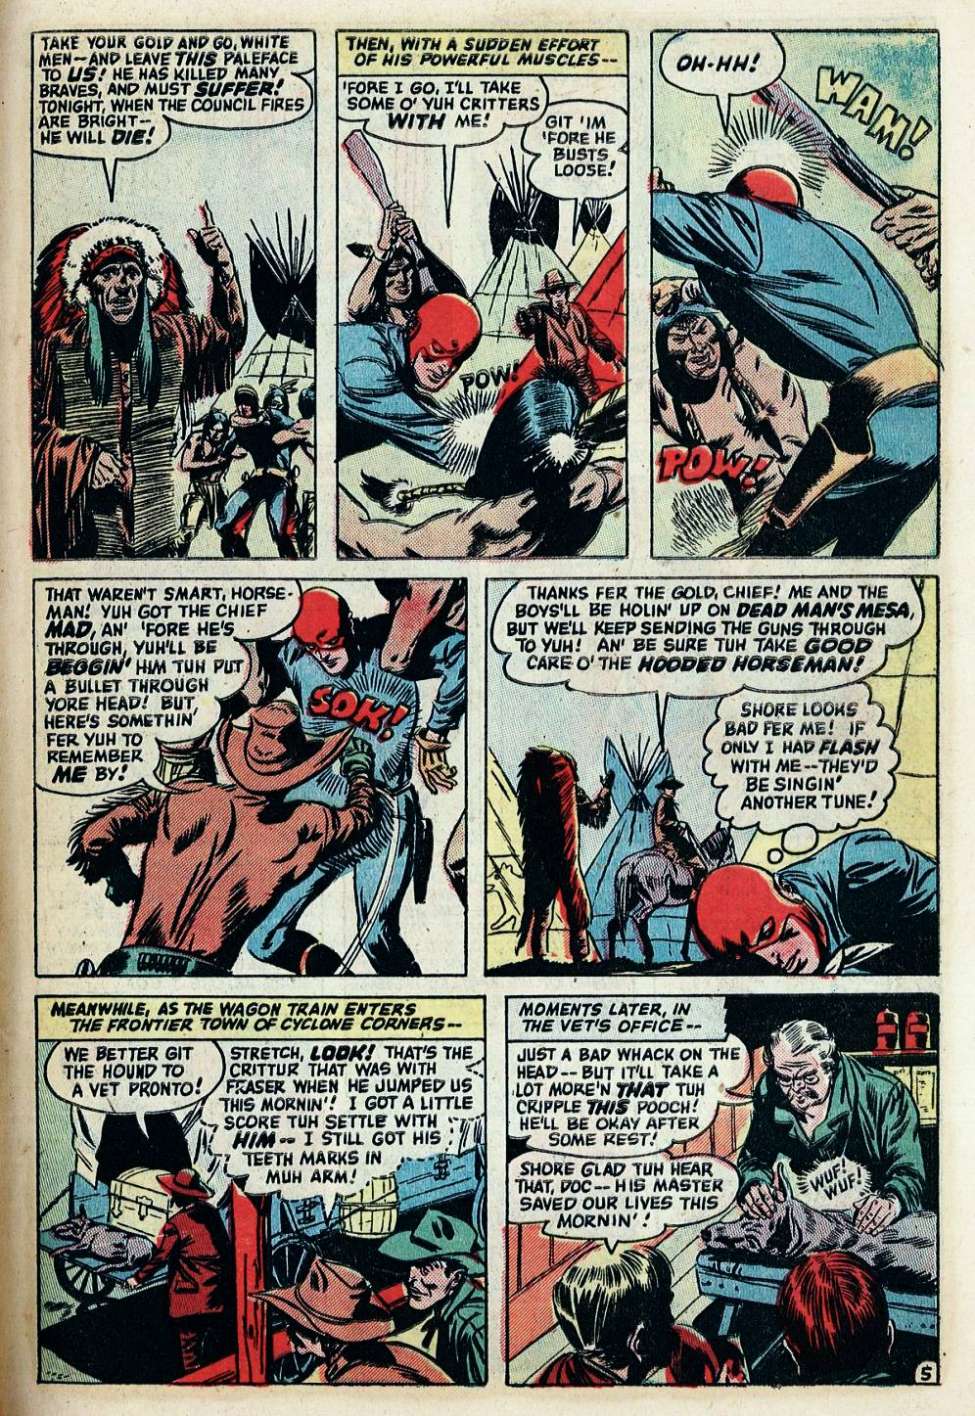 TAKE YOUR GOLD AND GO, WHITE
MEN--AND LEAVE THIS PALEFACE
TO US! HE HAS KILLED MANY
BRAVES, AND MUST SUFFER!
TONIGHT, WHEN THE COUNCIL FIRES
ARE BRIGHT--
HE WILL DIE!
THEN, WITH A SUDDEN EFFORT
OF HIS POWERFUL MUSCLES--
'FORE I GO, I'LL TAKE
SOME O' YUH CRITTERS
WITH ME!
GIT 'IM
'FORE HE
BUSTS
LOOSE!
POW!
OH-HH!
WAM!
POW!
THAT WAREN'T SMART, HORSE-
MAN! YUH GOT THE CHIEF
MAD, AN' 'FORE HE'S
THROUGH, YUH'LL BE
BEGGIN' HIM TUH PUT
A BULLET THROUGH
YORE HEAD! BUT,
HERE'S SOMETHIN'
FER YUH TO
REMEMBER
ME BY!
SOK!
THANKS FER THE GOLD, CHIEF! ME AND THE
BOYS'LL BE HOLIN' UP ON DEAD MAN'S MESA,
BUT WE'LL KEEP SENDING THE GUNS THROUGH
TO YUH! AN' BE SURE TUH TAKE GOOD
CARE O' THE HOODED HORSEMAN!
SHORE LOOKS
BAD FER ME! IF
ONLY I HAD FLASH
WITH ME--THEY'D
BE SINGIN'
ANOTHER TUNE!
MEANWHILE, AS THE WAGON TRAIN ENTERS
THE FRONTIER TOWN OF CYCLONE CORNERS--
WE BETTER GIT
THE HOUND TO
A VET PRONTO!
STRETCH, LOOK! THAT'S THE
CRITTUR THAT WAS WITH
FRASER WHEN HE JUMPED US
THIS MORNIN'! I GOT A LITTLE
SCORE TUH SETTLE WITH
HIM--I STILL GOT HIS
TEETH MARKS IN
MUH ARM!
MOMENTS LATER, IN
THE VET'S OFFICE--
JUST A BAD WHACK ON THE
HEAD--BUT IT'LL TAKE A
LOT MORE'N THAT TUH
CRIPPLE THIS POOCH!
HE'LL BE OKAY AFTER
SOME REST!
WUF!
WUF!
SHORE GLAD TUH HEAR
THAT, DOC--HIS MASTER
SAVED OUR LIVES THIS
MORNIN'!
5